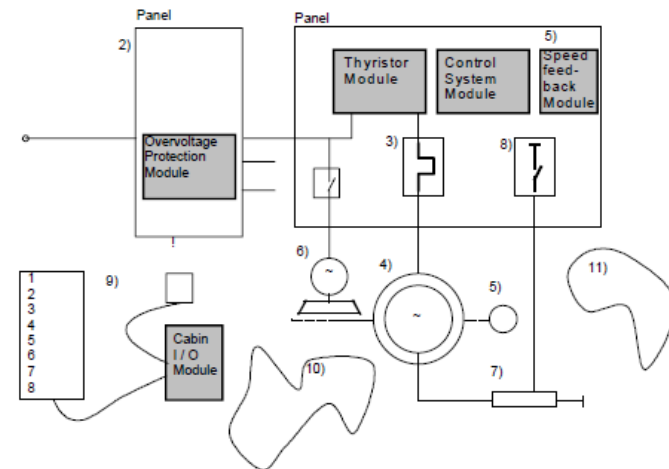 Panel
Panel
2)
5)
Thyristor
Module
Control
System
Module
Speed
feed-
back
Module
Overvoltage
Protection
Module
3)
8)
6)
~
4)
~
5)
11)
1
2
3
4
5
6
7
8
9)
Cabin
I / O
Module
10)
7)